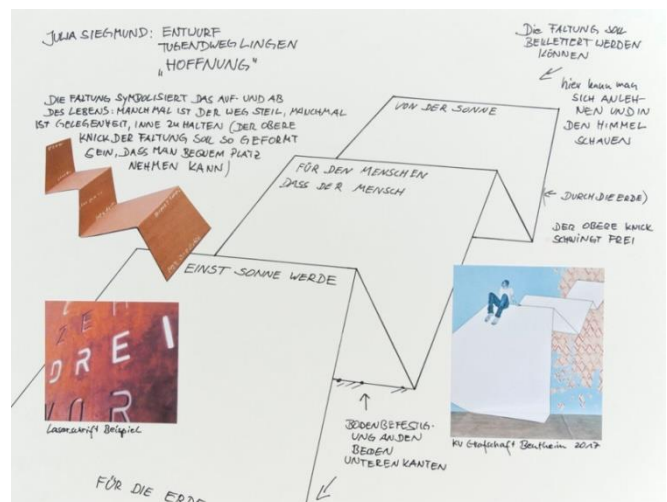 JULIA SIEGMUND: ENTWURF
TUGENDWEG LINGEN
„HOFFNUNG"
DIE FALTUNG SYMBOLISIERT DAS AUF- UND AB
DES LEBENS: MANCHMAL IST DER WEG STEIL, MANCHMAL
IST GELEGENHEIT, INNE ZU HALTEN (DER OBERE
KNICK DER FALTUNG SOLL SO GEFORMT
SEIN, DASS MAN BEQUEM PLATZ
NEHMEN KANN)
Die FALTUNG SOLL
BEKLETTERT WERDEN
KÖNNEN
hier kann man
SICH ANLEH-
NEN UND IN
DEN HIMMEL
SCHAUEN
VON DER SONNE
FÜR DEN MENSCHEN
DASS DER MENSCH
(DURCH DIE ERDE)
DER OBERE KNICK
SCHWINGT FREI
EINST SONNE WERDE
ZEH
DREI
VOR
Laserschrift Beispiel
BODENBEFESTIG-
UNG AN DEN
BEIDEN
UNTEREN KANTEN
KV Grafschaft Bentheim 2017
FÜR DIE ERDE